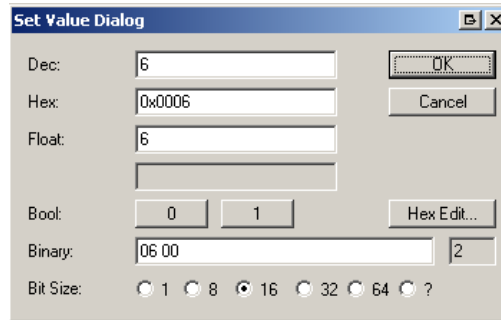 Set Value Dialog
Dec: 6 OK
Hex: 0x0006 Cancel
Float: 6
Bool: 0 1 Hex Edit...
Binary: 06 00 2
Bit Size: 1 8 16 32 64 ?